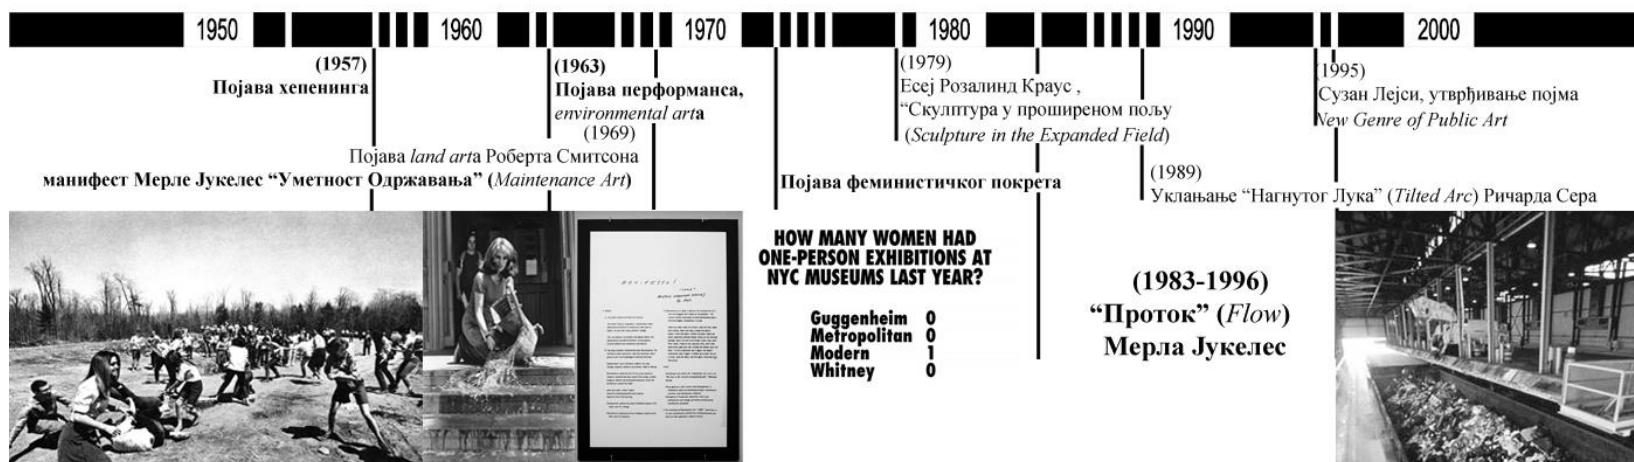 1950 1960 1970 1980 1990 2000
(1957)
Појава хепенинга
(1963)
Појава перформанса,
environmental artа
(1969)
Појава land artа Роберта Смитсона
манифест Мерле Јукелес “Уметност Одржавања” (Maintenance Art)
Појава феминистичког покрета
(1979)
Есеј Розалинд Краус ,
“Скулптура у проширеном пољу
(Sculpture in the Expanded Field)
(1989)
Уклањање “Нагнутог Лука” (Tilted Arc) Ричарда Сера
(1995)
Сузан Лејси, утврђивање појма
New Genre of Public Art
HOW MANY WOMEN HAD
ONE-PERSON EXHIBITIONS AT
NYC MUSEUMS LAST YEAR?
Guggenheim 0
Metropolitan 0
Modern 1
Whitney 0
(1983-1996)
“Проток” (Flow)
Мерла Јукелес